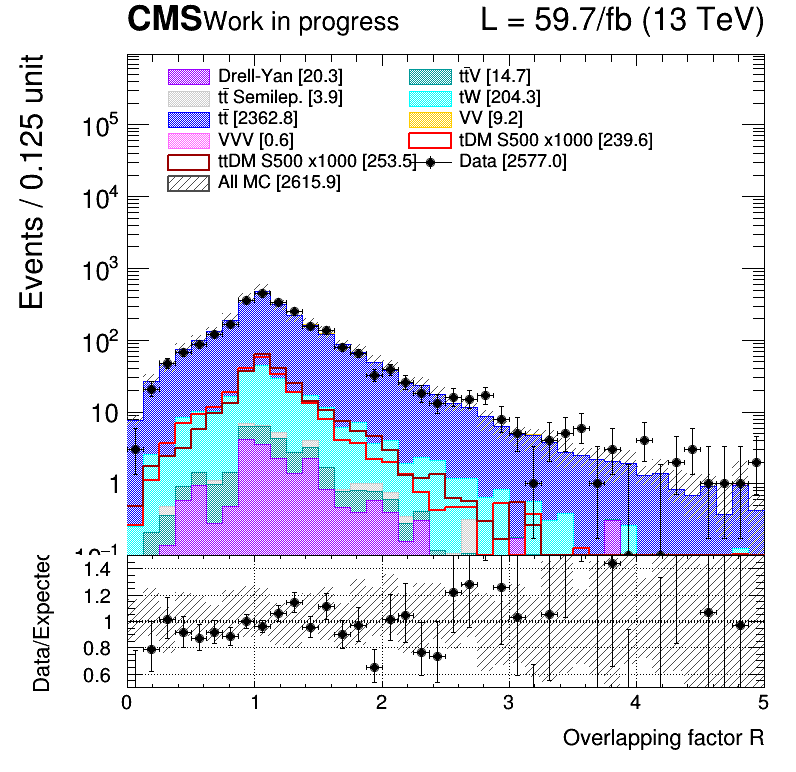 CMS Work in progress L = 59.7/fb (13 TeV)
Events / 0.125 unit
Drell-Yan [20.3] tt̄V [14.7]
tt̄ Semilep. [3.9] tW [204.3]
tt̄ [2362.8] VV [9.2]
VVV [0.6] tDM S500 x1000 [239.6]
ttDM S500 x1000 [253.5] Data [2577.0]
All MC [2615.9]
10⁵
10⁴
10³
10²
10
1
10⁻¹
Data/Expected
1.4
1.2
1
0.8
0.6
0 1 2 3 4 5
Overlapping factor R